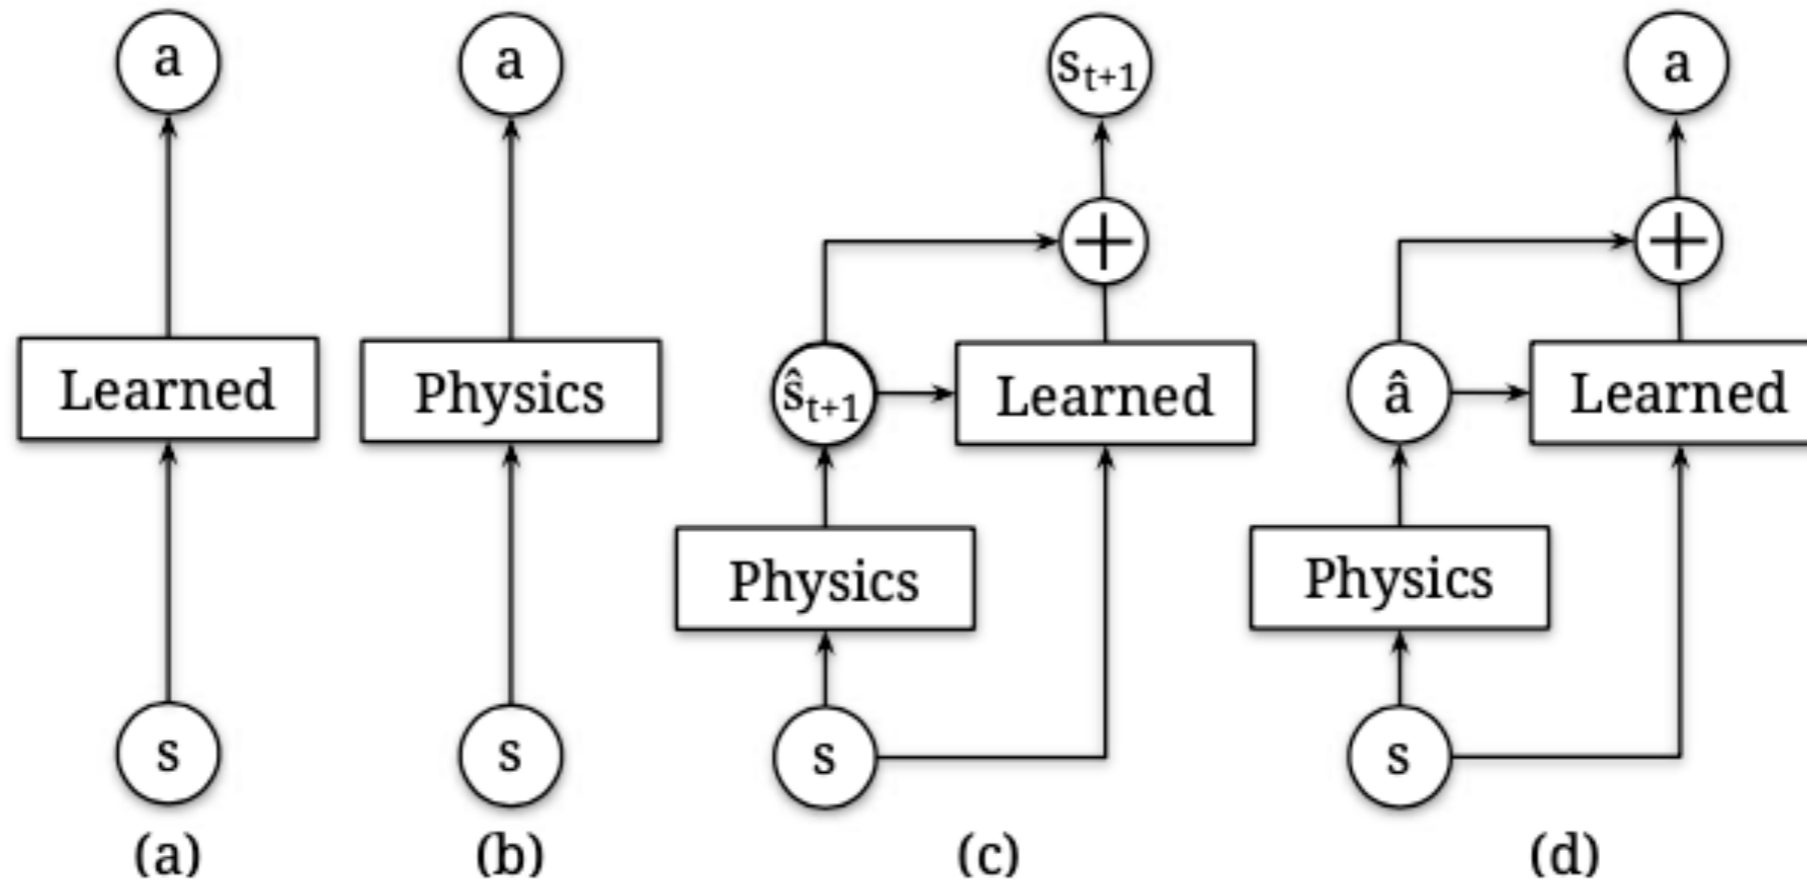 a a s_{t+1} a
+ +
Learned Physics ŝ_{t+1} Learned â Learned
Physics Physics
s s s s
(a) (b) (c) (d)